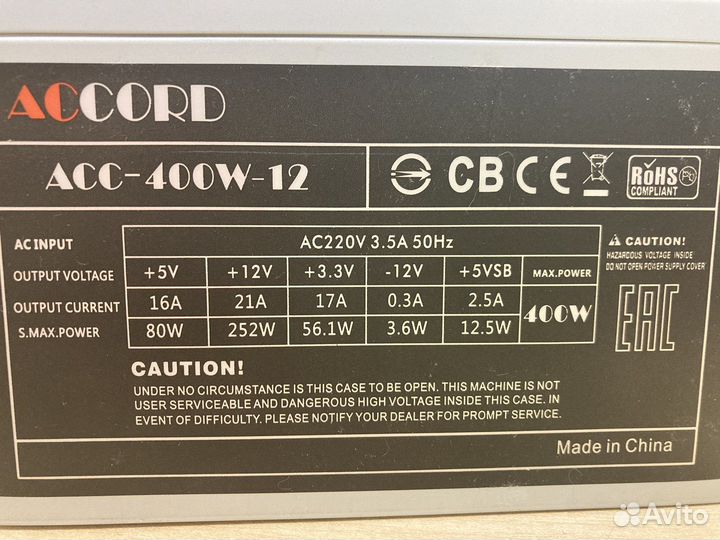 ACCORD
ACC-400W-12
CB CE RoHS COMPLIANT
AC INPUT AC220V 3.5A 50Hz
OUTPUT VOLTAGE +5V +12V +3.3V -12V +5VSB MAX.POWER
OUTPUT CURRENT 16A 21A 17A 0.3A 2.5A 400W
S.MAX.POWER 80W 252W 56.1W 3.6W 12.5W
CAUTION!
HAZARDOUS VOLTAGE INSIDE
DO NOT OPEN POWER SUPPLY COVER
EAC
CAUTION!
UNDER NO CIRCUMSTANCE IS THIS CASE TO BE OPEN. THIS MACHINE IS NOT
USER SERVICEABLE AND DANGEROUS HIGH VOLTAGE INSIDE THIS CASE. IN
EVENT OF DIFFICULTY. PLEASE NOTIFY YOUR DEALER FOR PROMPT SERVICE.
Made in China
Avito